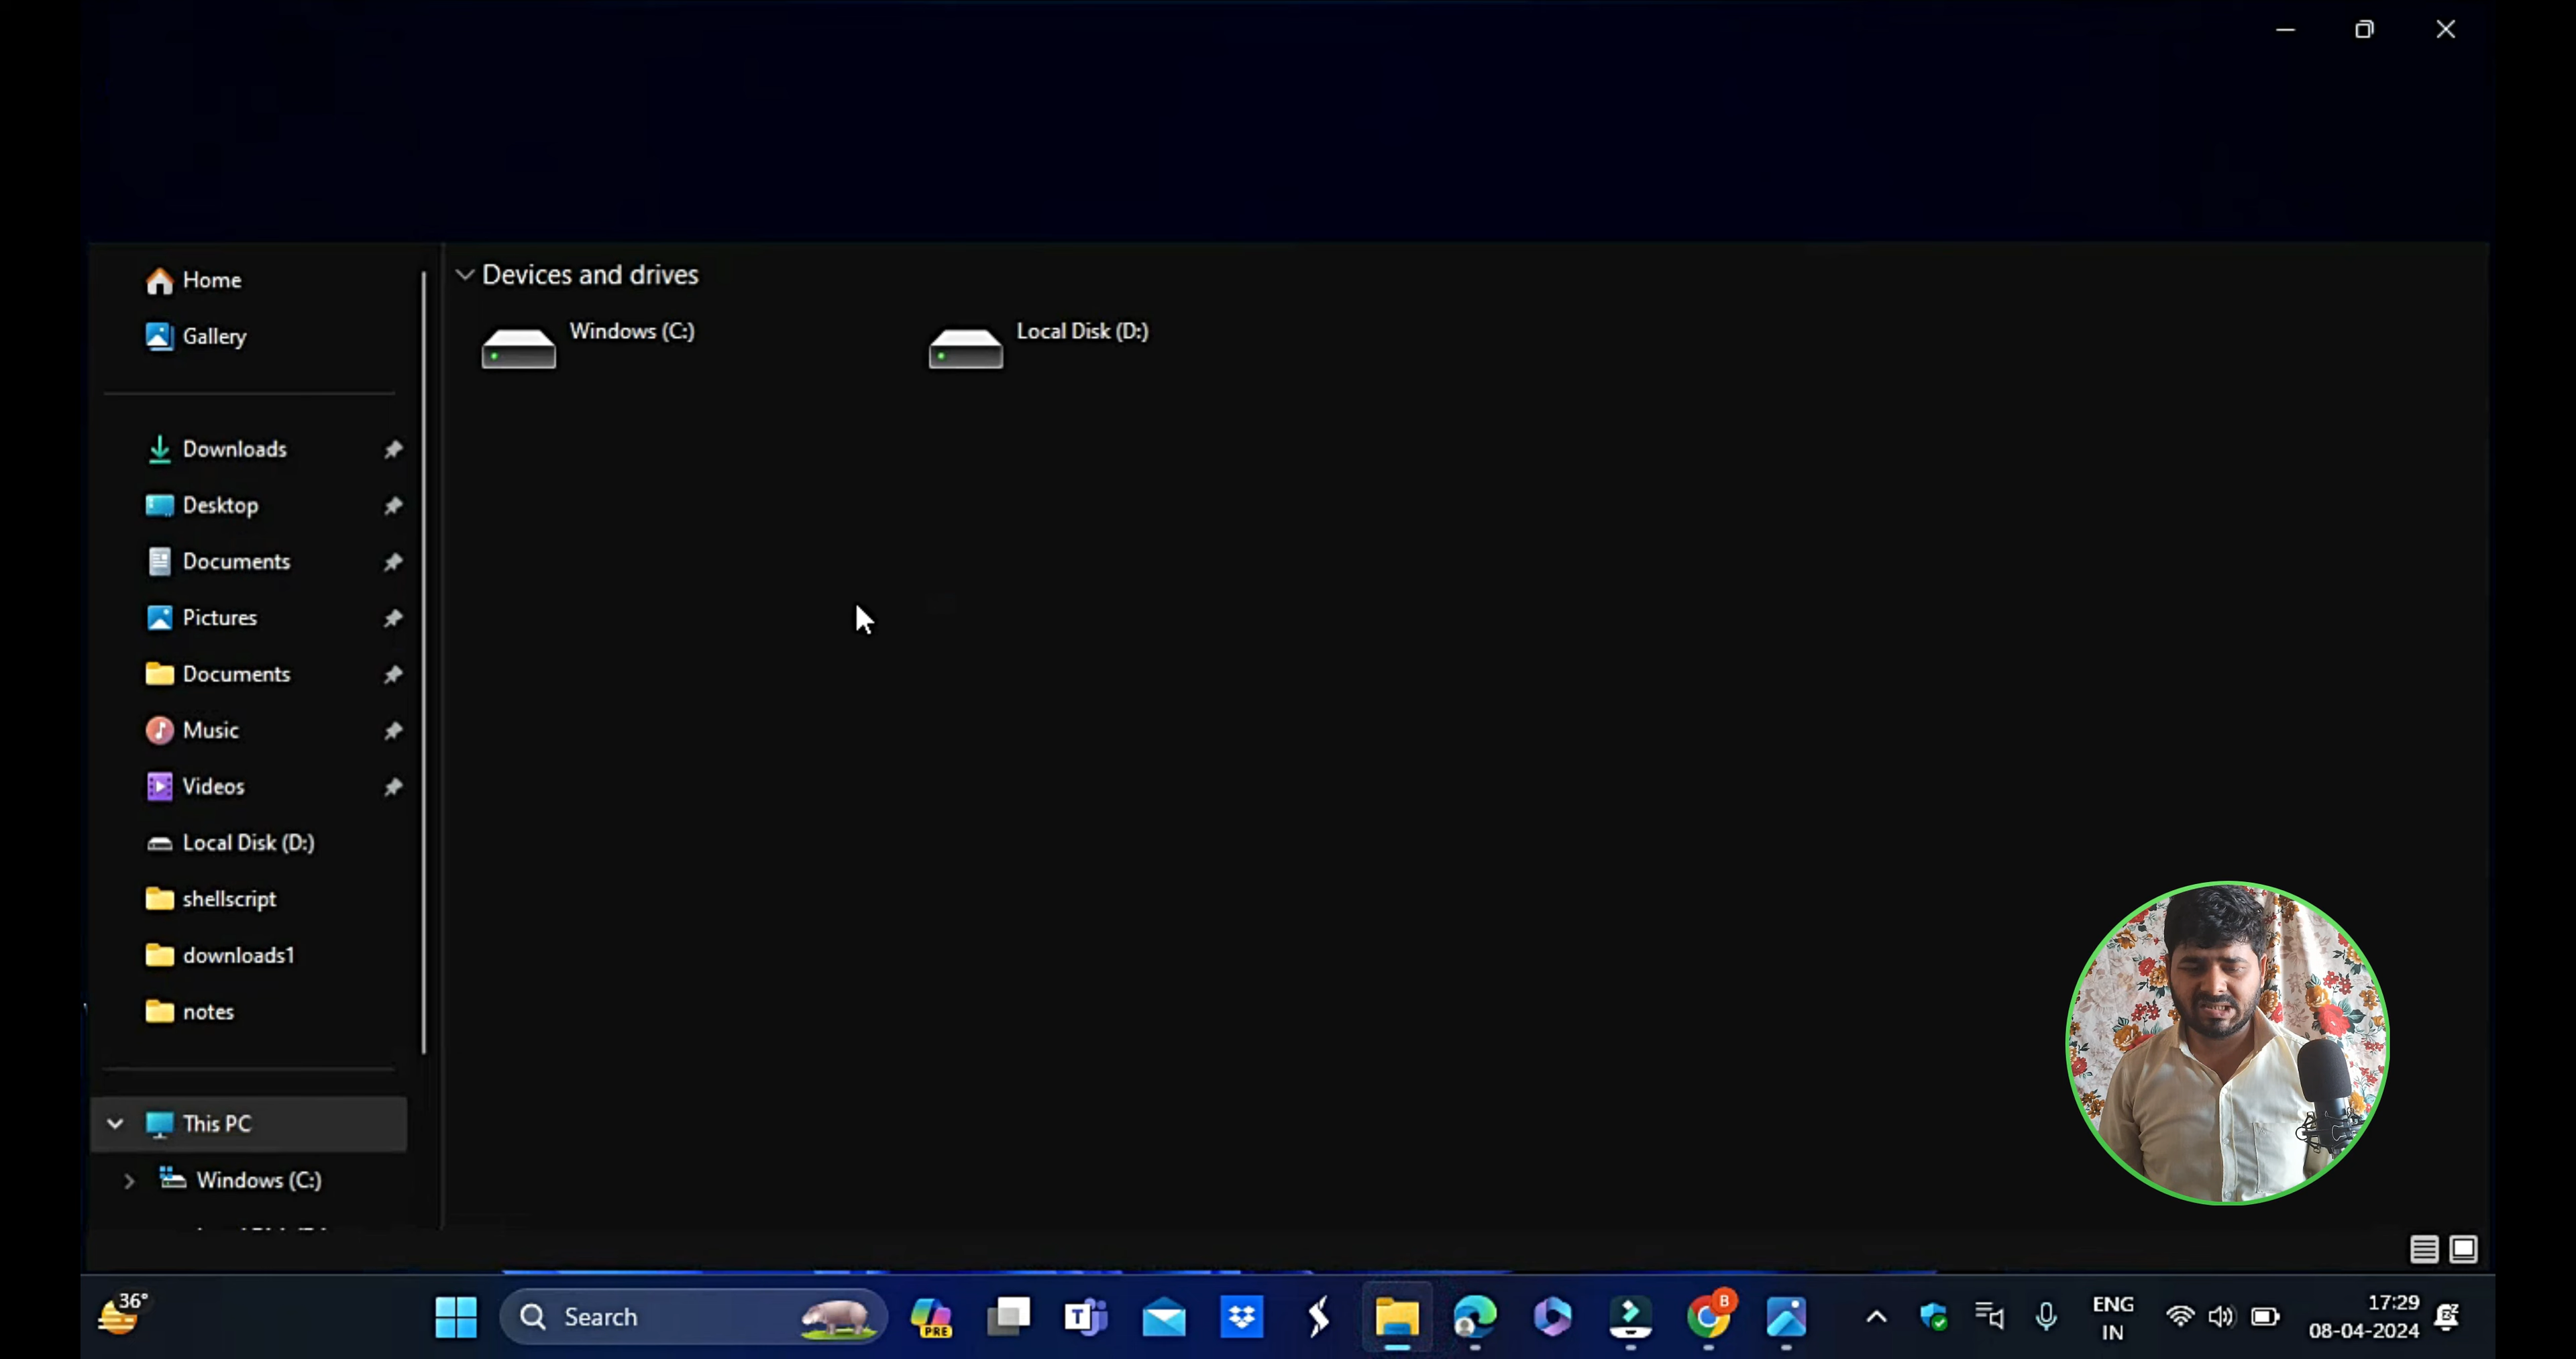 Home
Gallery
Downloads
Desktop
Documents
Pictures
Documents
Music
Videos
Local Disk (D:)
shellscript
downloads1
notes
This PC
Windows (C:)
Devices and drives
Windows (C:)
Local Disk (D:)
36°
Search
PRE
T
B
ENG
IN
17:29
08-04-2024